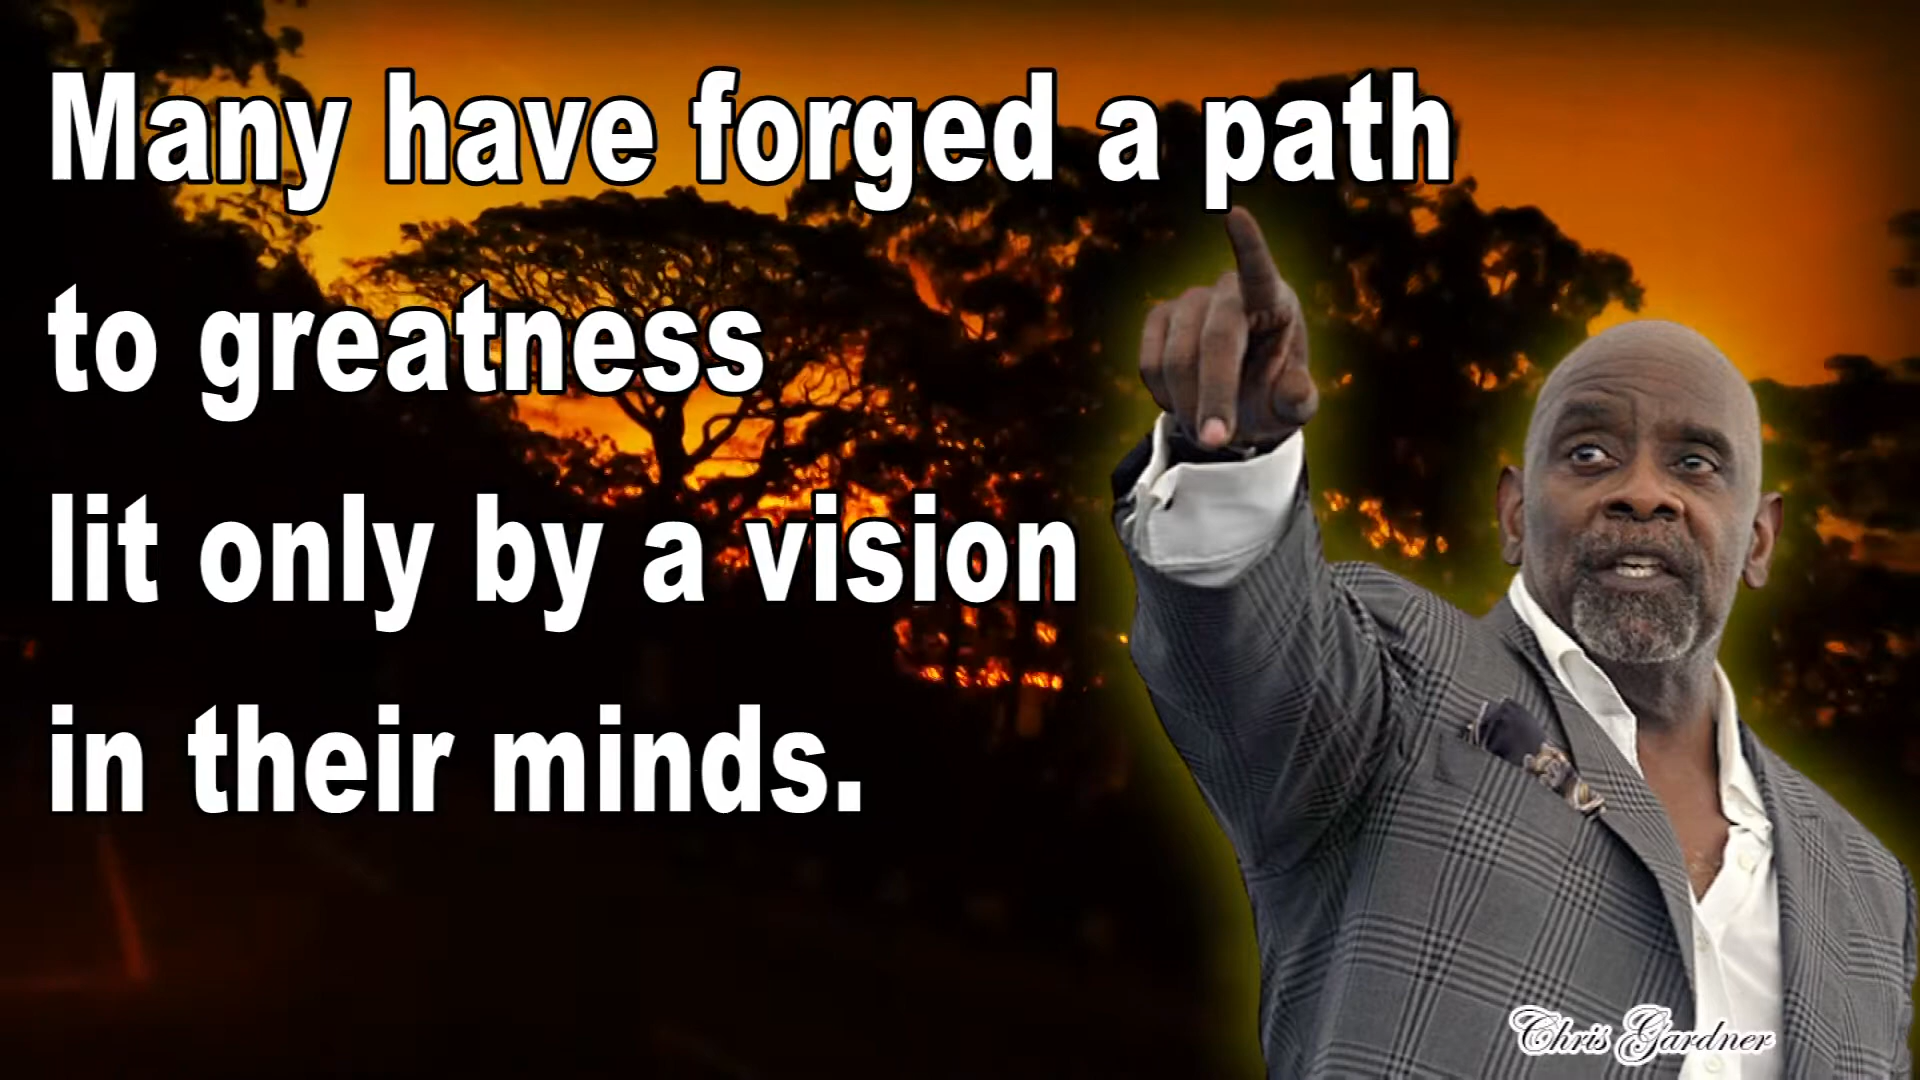 Many have forged a path
to greatness
lit only by a vision
in their minds.
Chris Gardner